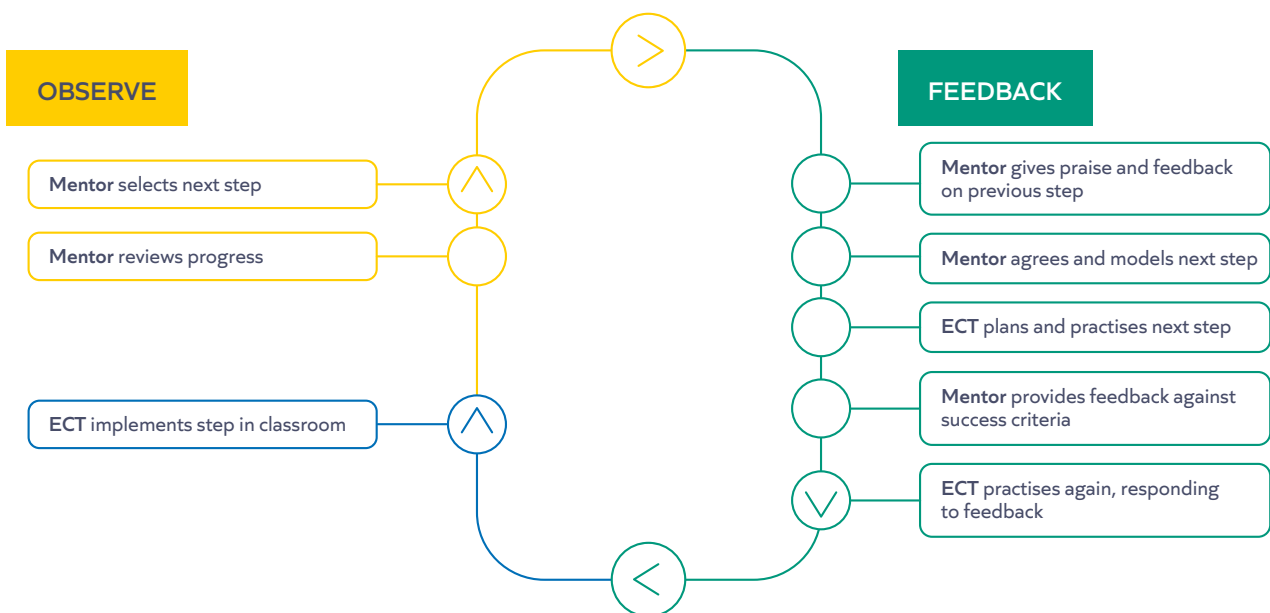 OBSERVE
Mentor selects next step
Mentor reviews progress
ECT implements step in classroom
FEEDBACK
Mentor gives praise and feedback
on previous step
Mentor agrees and models next step
ECT plans and practises next step
Mentor provides feedback against
success criteria
ECT practises again, responding
to feedback